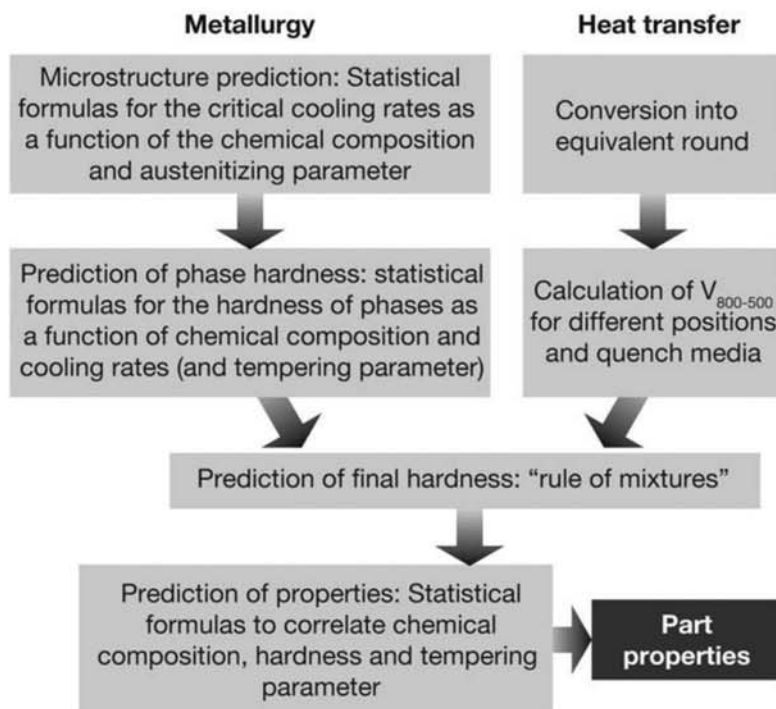 Metallurgy
Microstructure prediction: Statistical
formulas for the critical cooling rates as
a function of the chemical composition
and austenitizing parameter
Heat transfer
Conversion into
equivalent round
Prediction of phase hardness: statistical
formulas for the hardness of phases as
a function of chemical composition and
cooling rates (and tempering parameter)
Calculation of V800-500
for different positions
and quench media
Prediction of final hardness: “rule of mixtures”
Prediction of properties: Statistical
formulas to correlate chemical
composition, hardness and tempering
parameter
Part
properties